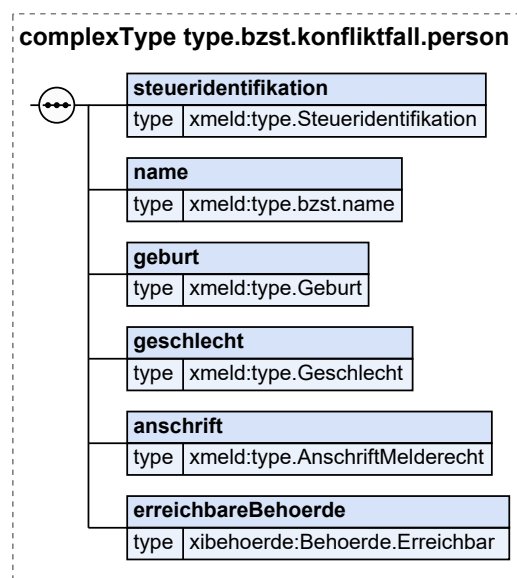 complexType type.bzst.konfliktfall.person
steueridentifikation
type xmeld:type.Steueridentifikation
name
type xmeld:type.bzst.name
geburt
type xmeld:type.Geburt
geschlecht
type xmeld:type.Geschlecht
anschrift
type xmeld:type.AnschriftMelderecht
erreichbareBehoerde
type xibehoerde:Behoerde.Erreichbar